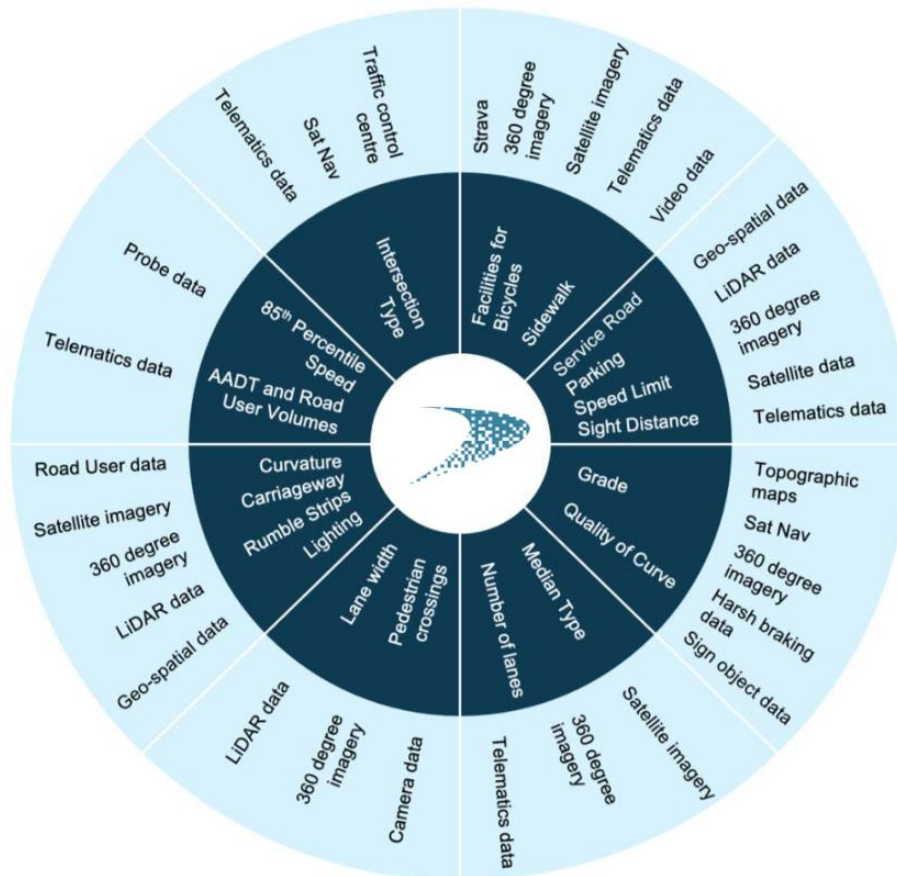 Strava
360 degree
imagery
Satellite imagery
Telematics data
Video data
Facilities for
Bicycles
Sidewalk
Geo-spatial data
LiDAR data
360 degree
imagery
Satellite data
Telematics data
Service Road
Parking
Speed Limit
Sight Distance
Topographic
maps
Sat Nav
360 degree
imagery
Harsh braking
data
Sign object data
Grade
Quality of Curve
Satellite imagery
360 degree
imagery
Telematics data
Median Type
Number of lanes
Camera data
360 degree
imagery
LiDAR data
Pedestrian
crossings
Lane width
Road User data
Satellite imagery
360 degree
imagery
LiDAR data
Geo-spatial data
Curvature
Carriageway
Rumble Strips
Lighting
Telematics data
Probe data
85th Percentile
Speed
AADT and Road
User Volumes
Telematics data
Sat Nav
Traffic control
centre
Intersection
Type